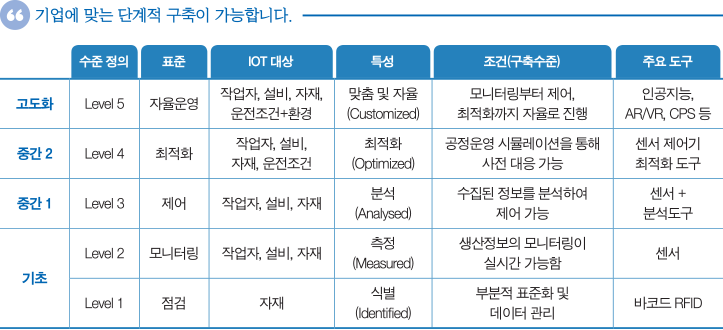 “ 기업에 맞는 단계적 구축이 가능합니다.
수준 정의 표준 IOT 대상 특성 조건(구축수준) 주요 도구
고도화 Level 5 자율운영 작업자, 설비, 자재, 운전조건+환경 맞춤 및 자율 (Customized) 모니터링부터 제어, 최적화까지 자율로 진행 인공지능, AR/VR, CPS 등
중간 2 Level 4 최적화 작업자, 설비, 자재, 운전조건 최적화 (Optimized) 공정운영 시뮬레이션을 통해 사전 대응 가능 센서 제어기 최적화 도구
중간 1 Level 3 제어 작업자, 설비, 자재 분석 (Analysed) 수집된 정보를 분석하여 제어 가능 센서 + 분석도구
기초 Level 2 모니터링 작업자, 설비, 자재 측정 (Measured) 생산정보의 모니터링이 실시간 가능함 센서
Level 1 점검 자재 식별 (Identified) 부분적 표준화 및 데이터 관리 바코드 RFID